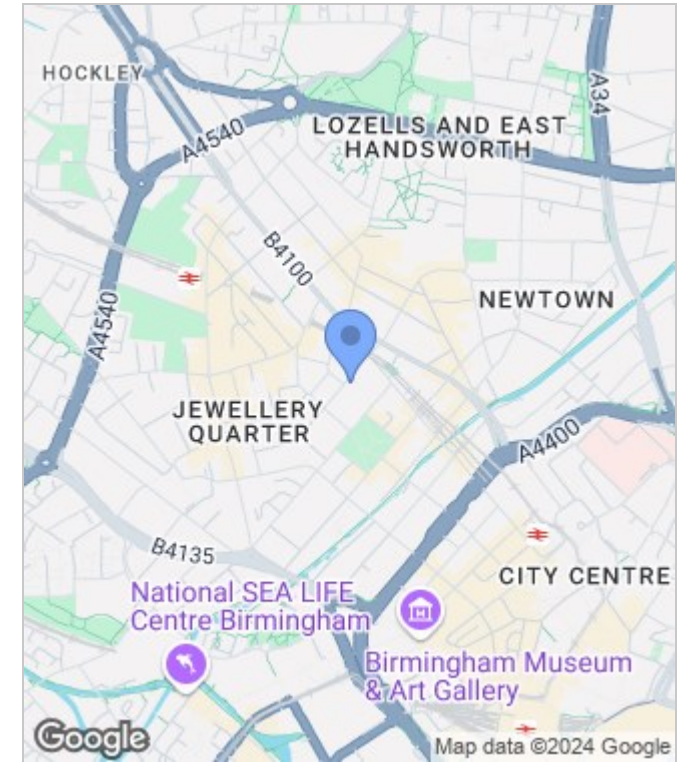 HOCKLEY
A4540
LOZELLS AND EAST
HANDSWORTH
A34
B4100
NEWTOWN
A4540
JEWELLERY
QUARTER
A4400
B4135
CITY CENTRE
National SEA LIFE
Centre Birmingham
Birmingham Museum
& Art Gallery
Google
Map data ©2024 Google